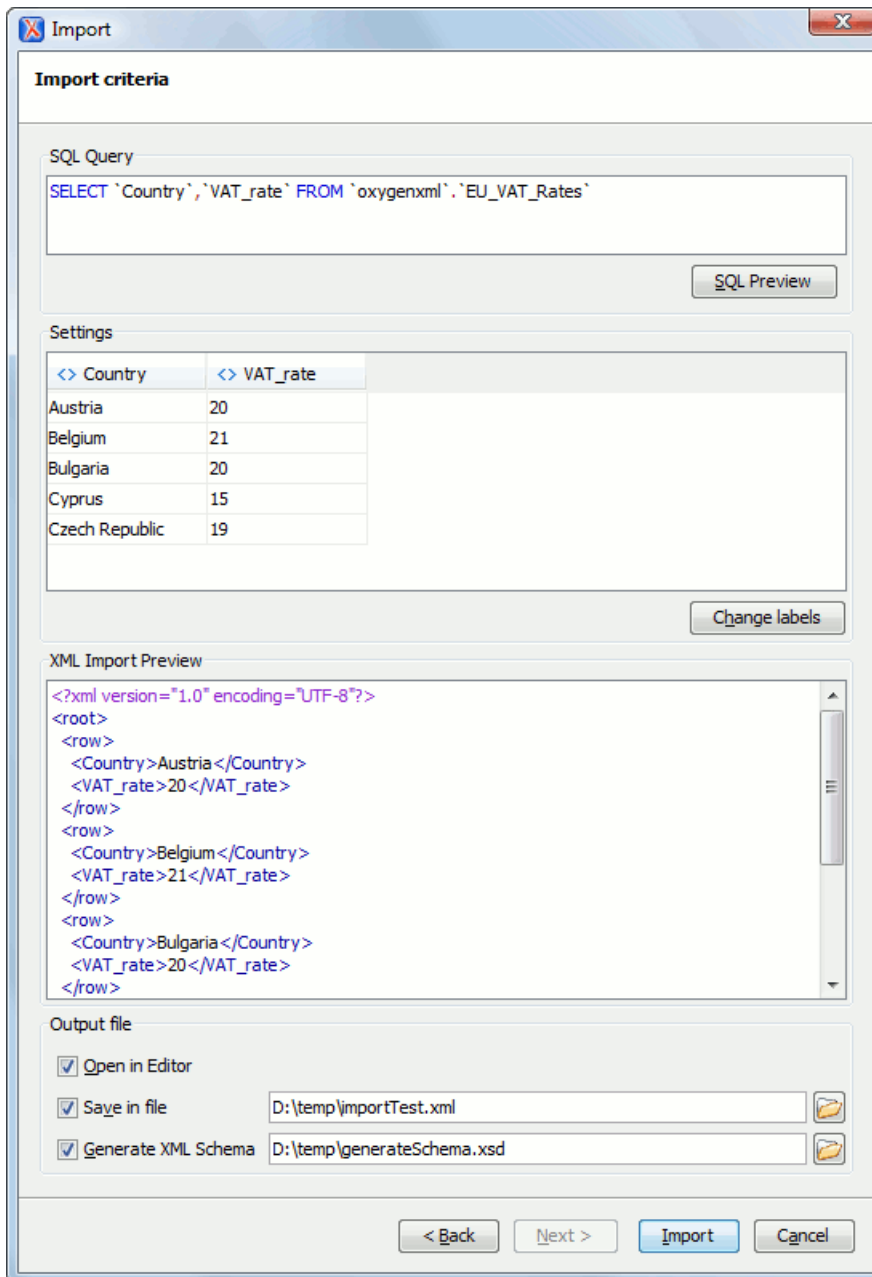 Import
Import criteria
SQL Query
SELECT `Country`,`VAT_rate` FROM `oxygenxml`.`EU_VAT_Rates`
SQL Preview
Settings
<> Country <> VAT_rate
Austria 20
Belgium 21
Bulgaria 20
Cyprus 15
Czech Republic 19
Change labels
XML Import Preview
<?xml version="1.0" encoding="UTF-8"?>
<root>
<row>
<Country>Austria</Country>
<VAT_rate>20</VAT_rate>
</row>
<row>
<Country>Belgium</Country>
<VAT_rate>21</VAT_rate>
</row>
<row>
<Country>Bulgaria</Country>
<VAT_rate>20</VAT_rate>
</row>
Output file
Open in Editor
Save in file D:\temp\importTest.xml
Generate XML Schema D:\temp\generateSchema.xsd
< Back Next > Import Cancel